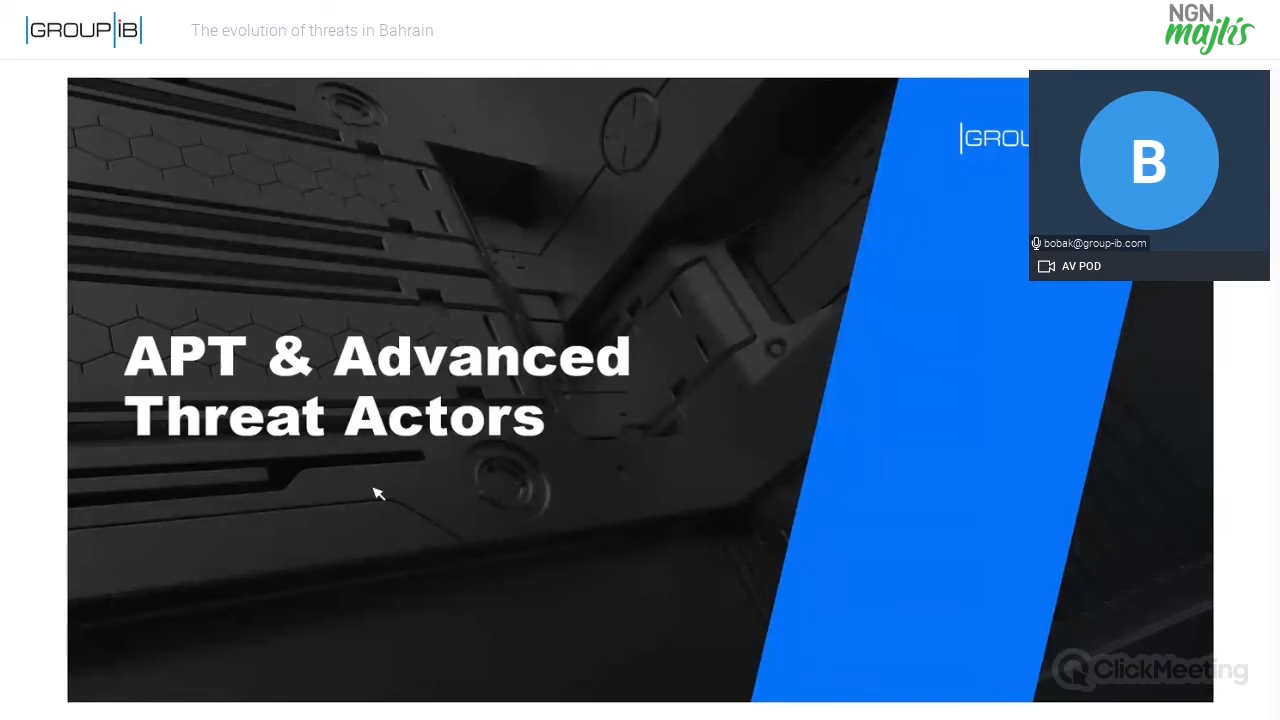 GROUP iB
The evolution of threats in Bahrain
NGN
majlis
GROU
B
bobak@group-ib.com
AV POD
APT & Advanced
Threat Actors
ClickMeeting